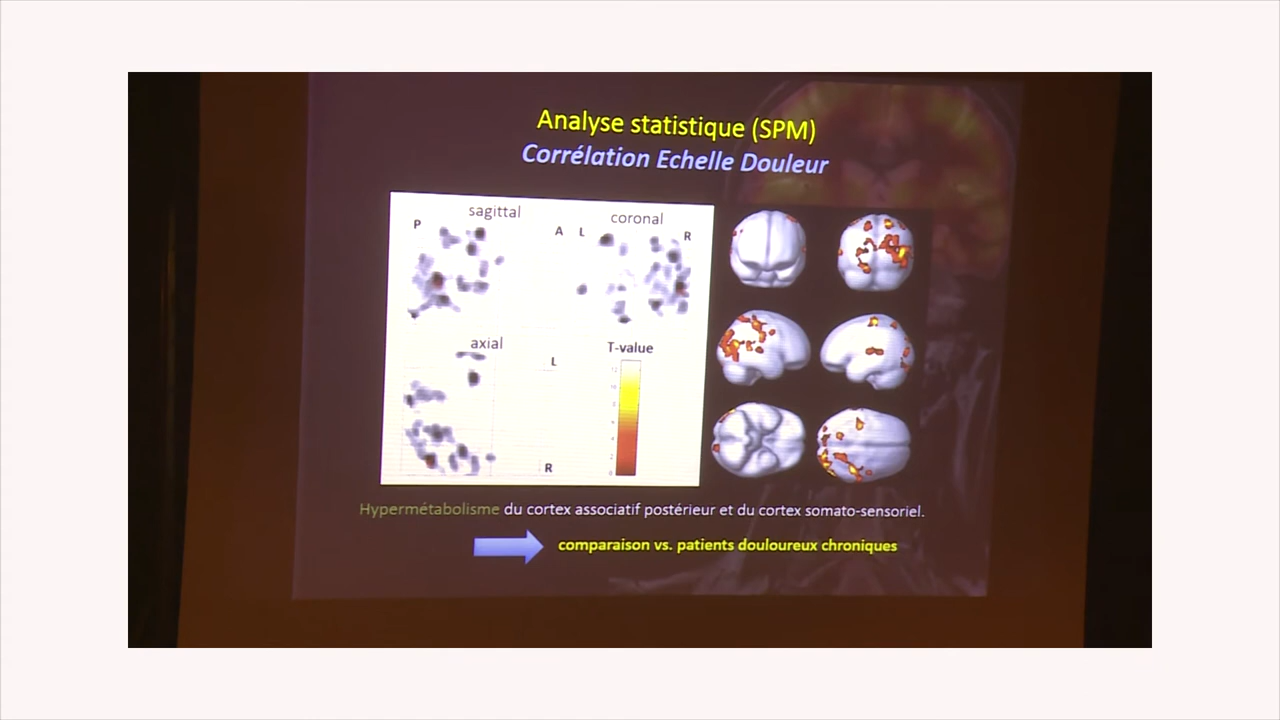 Analyse statistique (SPM)
Corrélation Echelle Douleur
sagittal
coronal
P
A
L
R
axial
L
R
T-value
Hypermétabolisme du cortex associatif postérieur et du cortex somato-sensoriel.
comparaison vs. patients douloureux chroniques